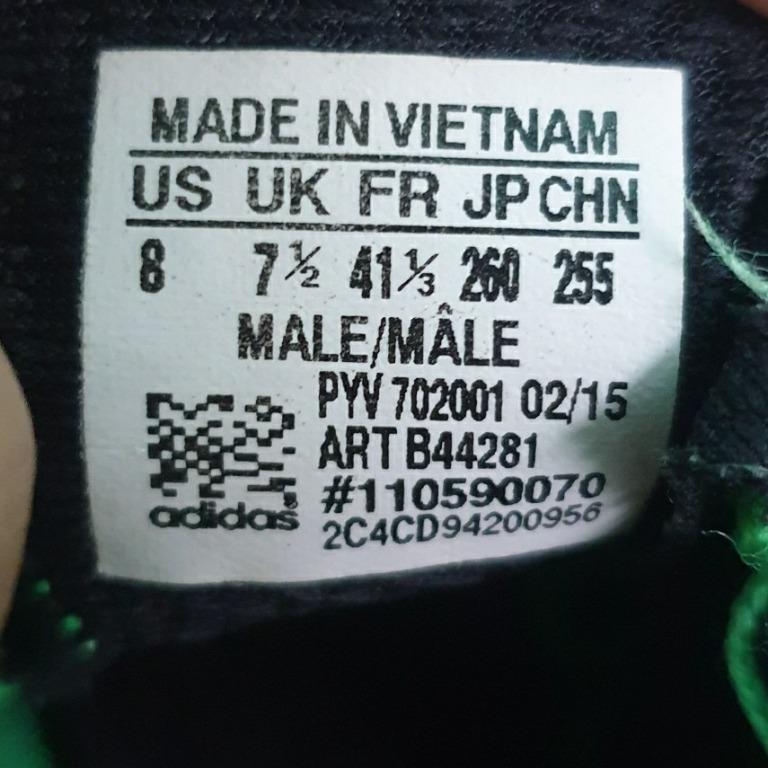 MADE IN VIETNAM
US UK FR JP CHN
8 7½ 41⅓ 260 255
MALE/MÂLE
PYV 702001 02/15
ART B44281
#110590070
adidas
2C4CD94200956